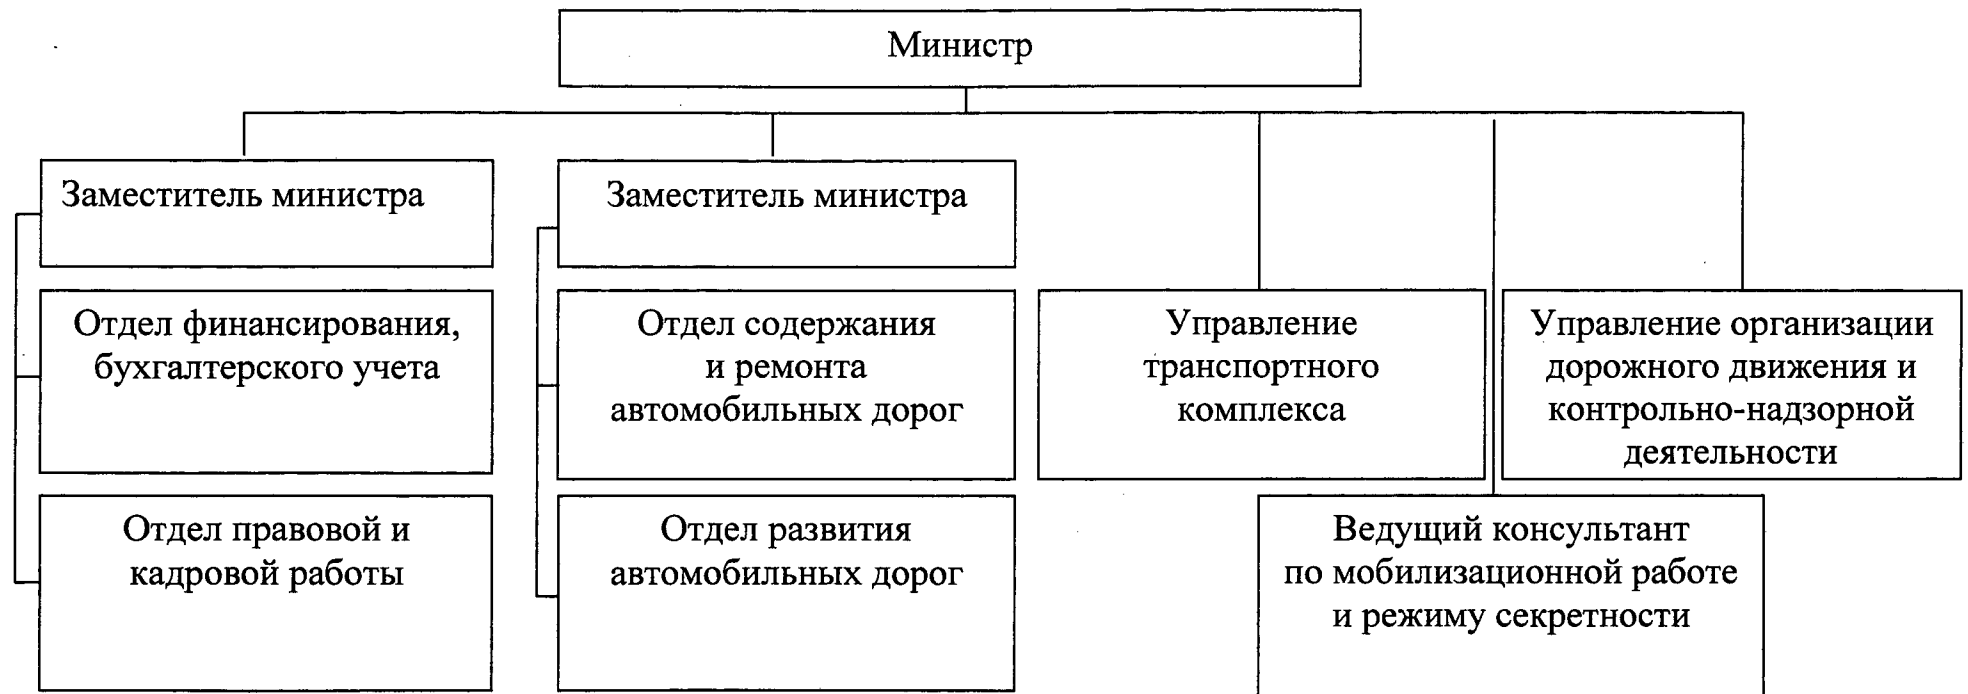 Министр
Заместитель министра
Заместитель министра
Отдел финансирования,
бухгалтерского учета
Отдел содержания
и ремонта
автомобильных дорог
Управление
транспортного
комплекса
Управление организации
дорожного движения и
контрольно-надзорной
деятельности
Отдел правовой и
кадровой работы
Отдел развития
автомобильных дорог
Ведущий консультант
по мобилизационной работе
и режиму секретности